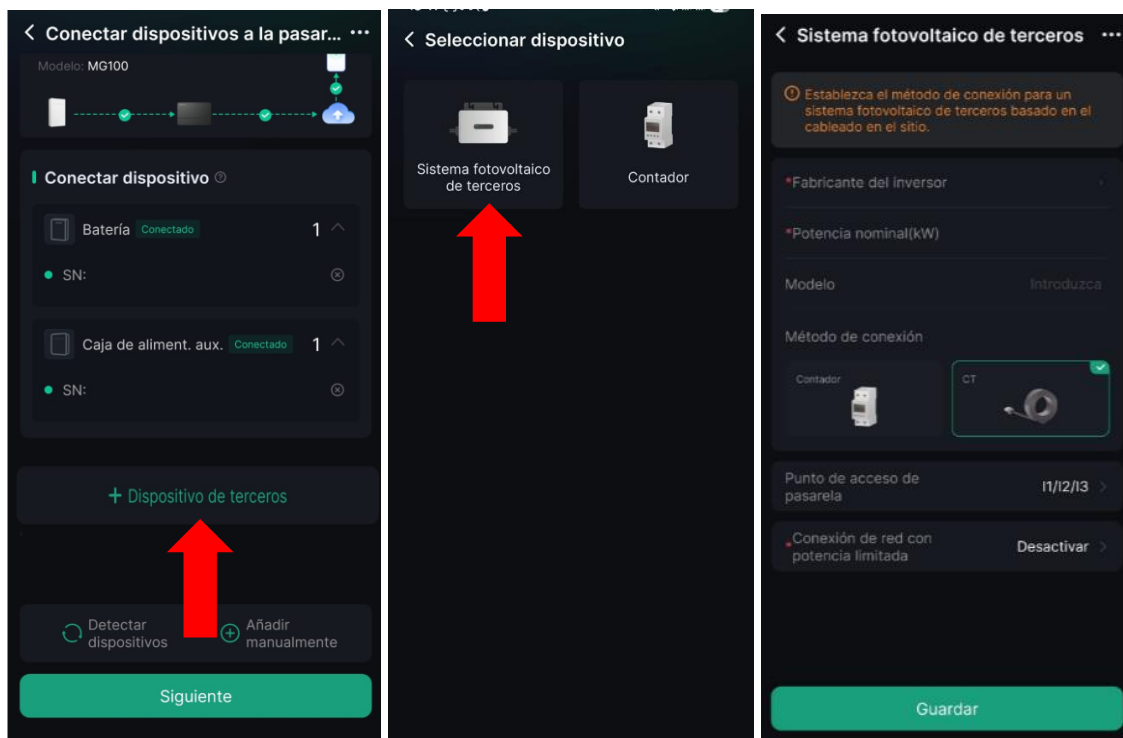 Conectar dispositivos a la pasar... •••
Modelo: MG100
Conectar dispositivo
Batería Conectado 1
SN:
Caja de aliment. aux. Conectado 1
SN:
+ Dispositivo de terceros
Detectar
dispositivos
Añadir
manualmente
Siguiente
Seleccionar dispositivo
Sistema fotovoltaico
de terceros
Contador
Sistema fotovoltaico de terceros •••
Establezca el método de conexión para un
sistema fotovoltaico de terceros basado en el
cableado en el sitio.
*Fabricante del inversor
*Potencia nominal(kW)
Modelo Introduzca
Método de conexión
Contador
CT
Punto de acceso de
pasarela
I1/I2/I3
*Conexión de red con
potencia limitada
Desactivar
Guardar